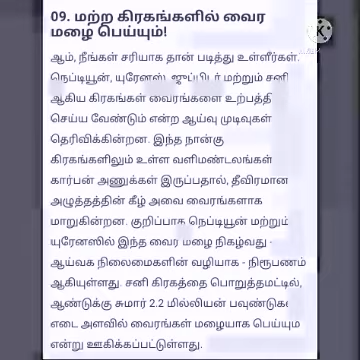 09. மற்ற கிரகங்களில் வைர
மழை பெய்யும்!
ஆம், நீங்கள் சரியாக தான் படித்து உள்ளீர்கள்.
நெப்டியூன், யுரேனஸ், ஜூப்பிடர் மற்றும் சனி
ஆகிய கிரகங்கள் வைரங்களை உற்பத்தி
செய்ய வேண்டும் என்ற ஆய்வு முடிவுகள்
தெரிவிக்கின்றன. இந்த நான்கு
கிரகங்களிலும் உள்ள வளிமண்டலங்கள்
கார்பன் அணுக்கள் இருப்பதால், தீவிரமான
அழுத்தத்தின் கீழ் அவை வைரங்களாக
மாறுகின்றன. குறிப்பாக நெப்டியூன் மற்றும்
யுரேனஸில் இந்த வைர மழை நிகழ்வது -
ஆய்வக நிலைமைகளின் வழியாக - நிரூபணம்
ஆகியுள்ளது. சனி கிரகத்தை பொறுத்தமட்டில்,
ஆண்டுக்கு சுமார் 2.2 மில்லியன் பவுண்டுகள்
எடை அளவில் வைரங்கள் மழையாக பெய்யும்
என்று ஊகிக்கப்பட்டுள்ளது.